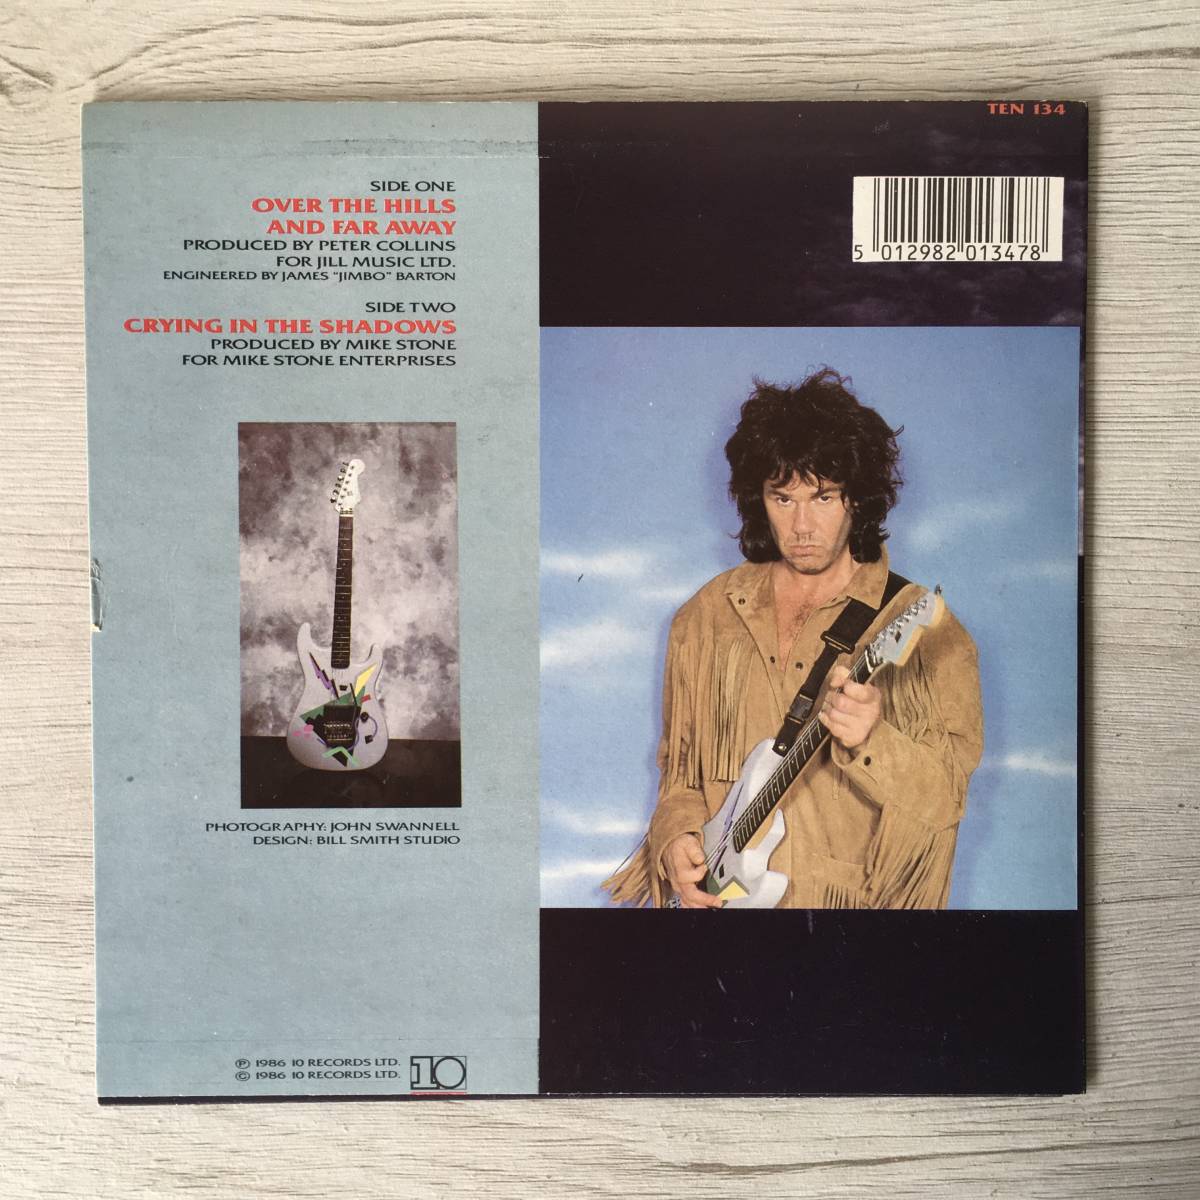 TEN 134
SIDE ONE
OVER THE HILLS
AND FAR AWAY
PRODUCED BY PETER COLLINS
FOR JILL MUSIC LTD.
ENGINEERED BY JAMES "JIMBO" BARTON
SIDE TWO
CRYING IN THE SHADOWS
PRODUCED BY MIKE STONE
FOR MIKE STONE ENTERPRISES
5 012982 013478
PHOTOGRAPHY: JOHN SWANNELL
DESIGN: BILL SMITH STUDIO
℗ 1986 10 RECORDS LTD.
© 1986 10 RECORDS LTD.
10